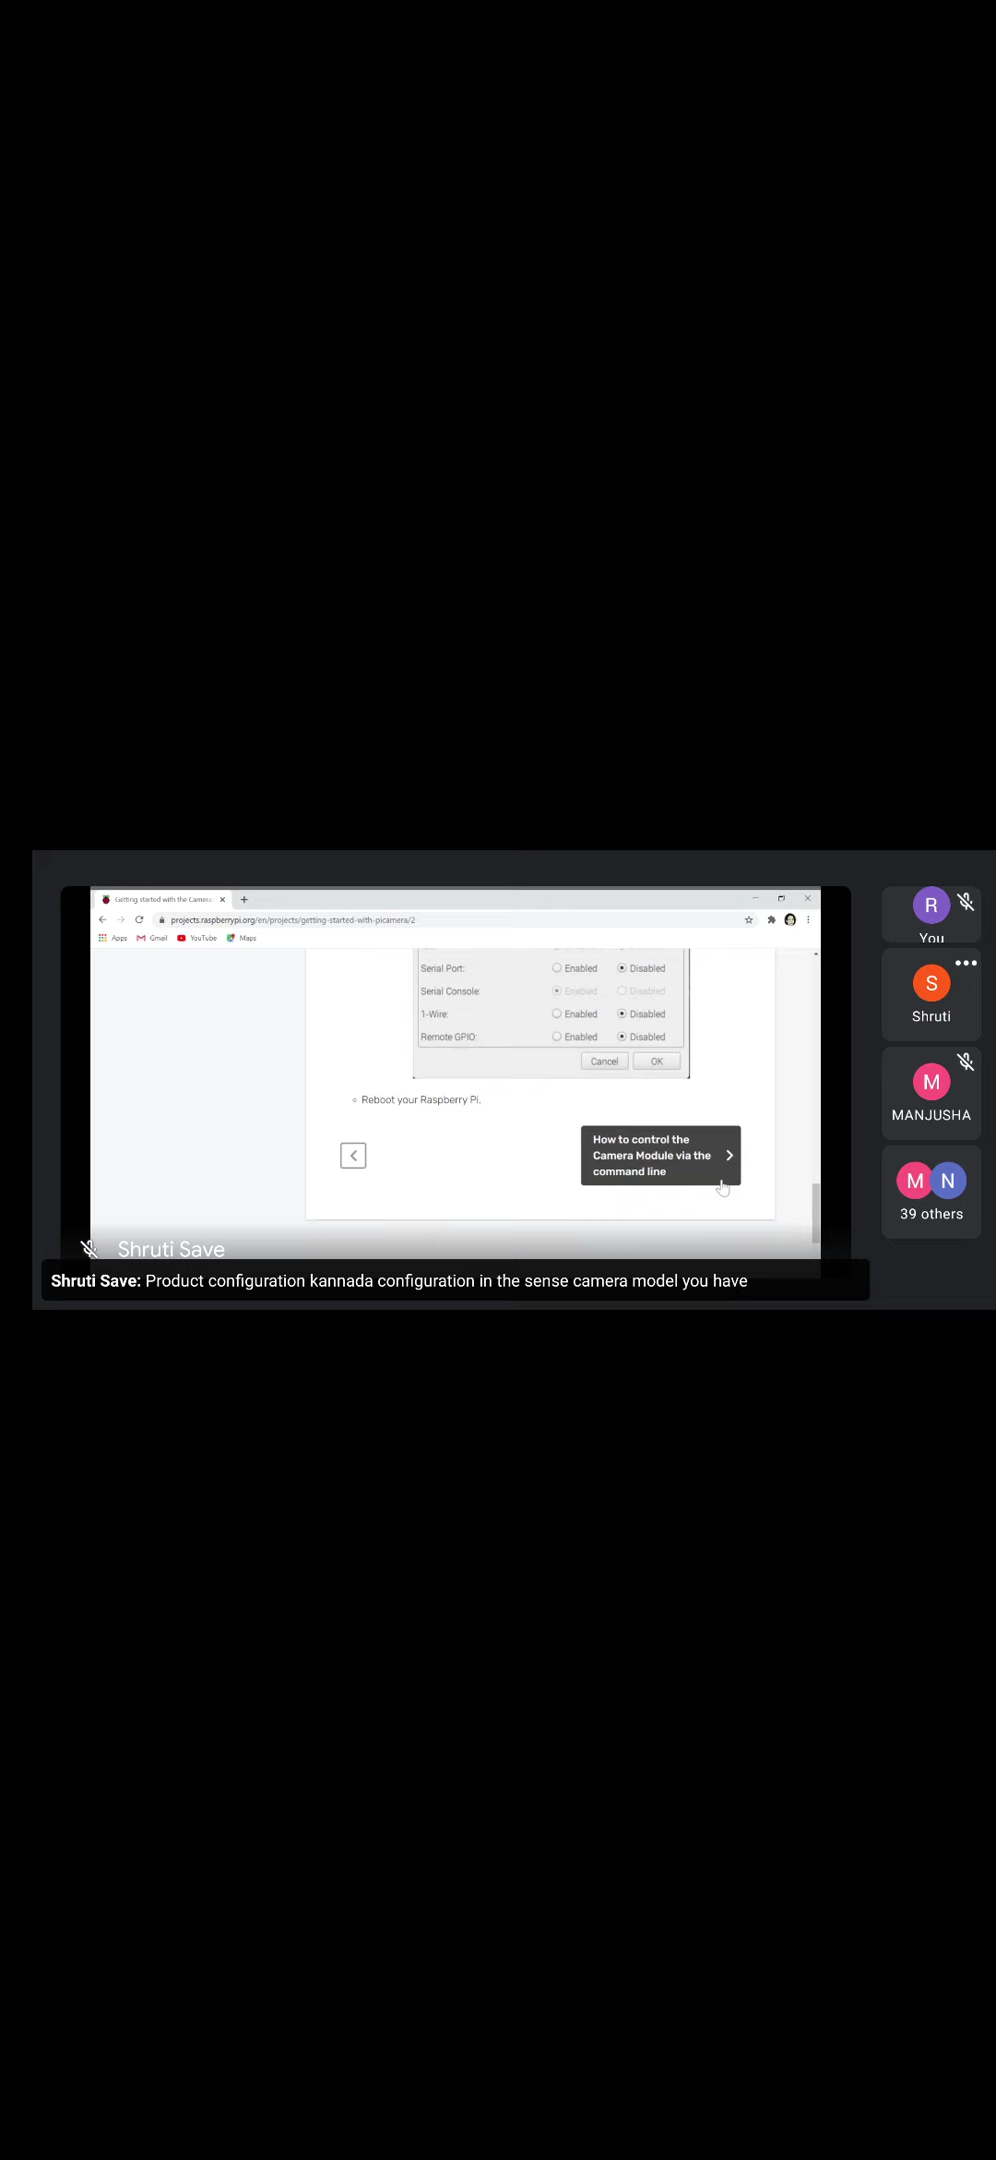 Getting started with the Camera
projects.raspberrypi.org/en/projects/getting-started-with-picamera/2
Apps Gmail YouTube Maps
Serial Port: Enabled Disabled
Serial Console: Enabled Disabled
1-Wire: Enabled Disabled
Remote GPIO: Enabled Disabled
Cancel OK
Reboot your Raspberry Pi.
How to control the
Camera Module via the
command line
Shruti Save
Shruti Save: Product configuration kannada configuration in the sense camera model you have
R
You
S
Shruti
M
MANJUSHA
M N
39 others